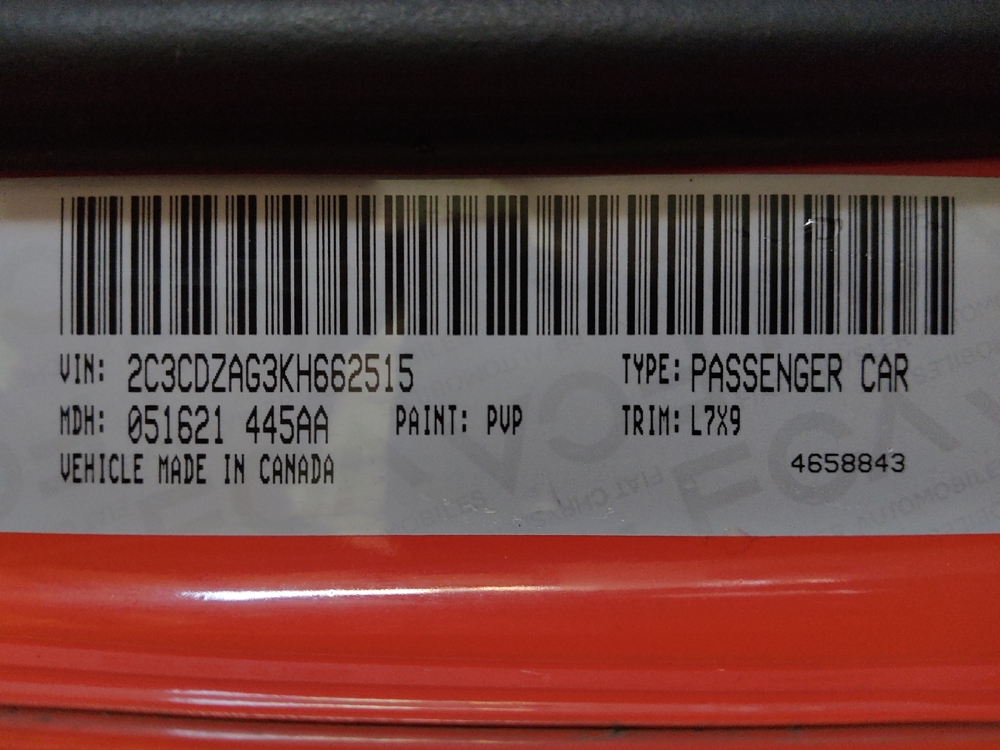 VIN: 2C3CDZAG3KH662515 TYPE: PASSENGER CAR
MDH: 051621 445AA PAINT: PVP TRIM: L7X9
VEHICLE MADE IN CANADA 4658843